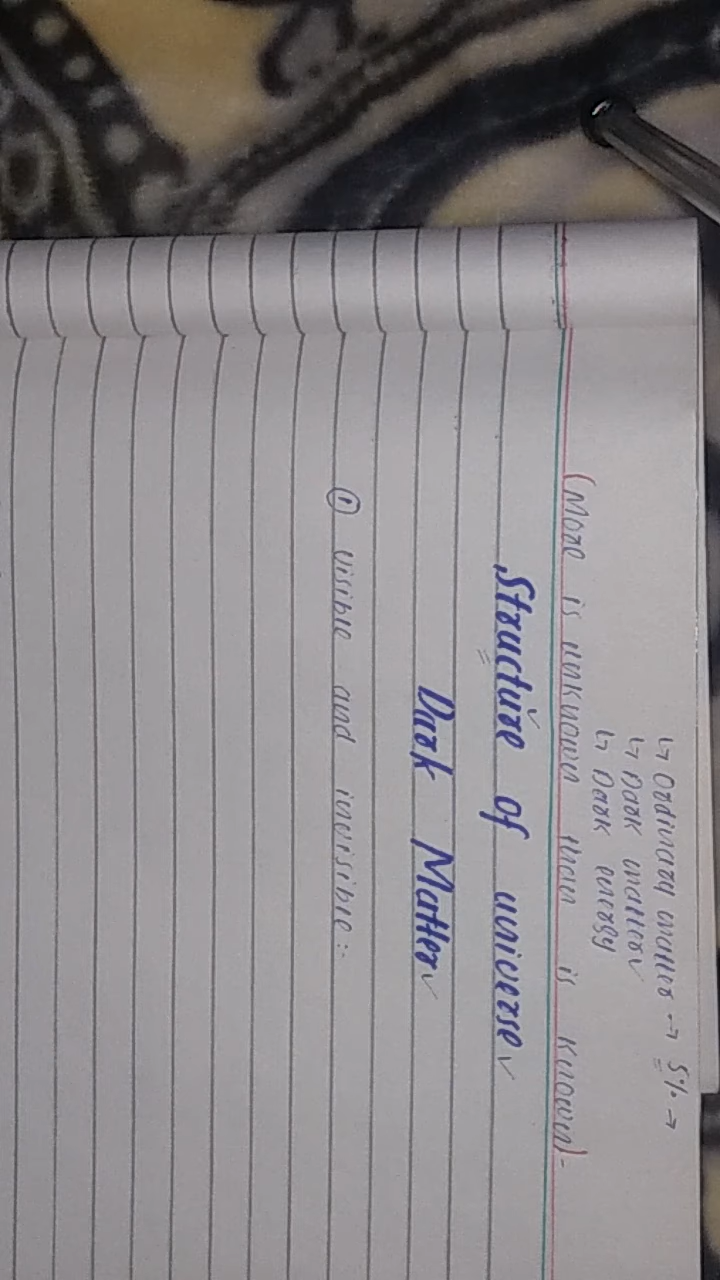 ↳ Ordinary matter → 5% →
↳ Dark matter ✓
↳ Dark energy
(More is unknown than is known)-
Structure of universe ✓
Dark Matter ✓
① visible and invisible :-